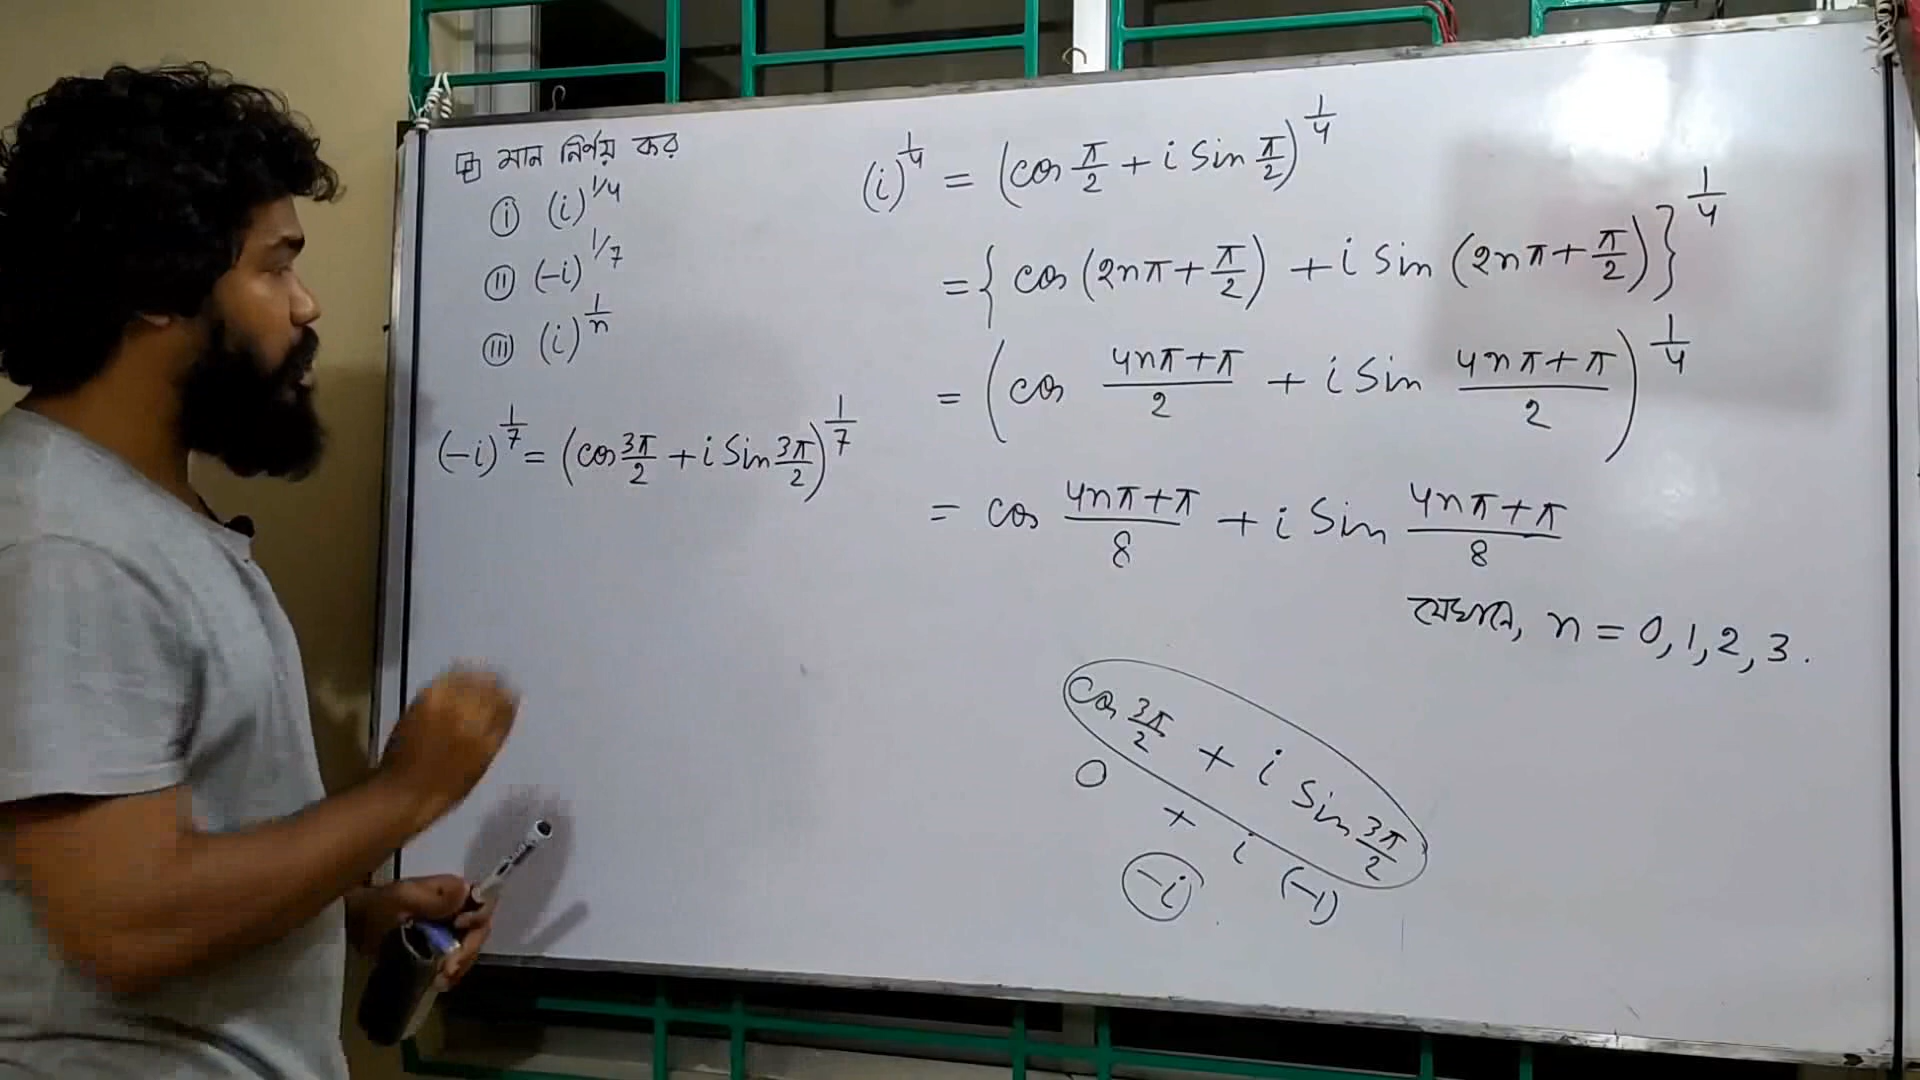 মান নির্ণয় কর
(i) (i)^{1/4}
(ii) (-i)^{1/7}
(iii) (i)^{1/n}
(-i)^{1/7} = (cos 3π/2 + i Sin 3π/2)^{1/7}
(i)^{1/4} = (cos π/2 + i Sin π/2)^{1/4}
= { cos (2nπ + π/2) + i Sin (2nπ + π/2) }^{1/4}
= ( cos (4nπ+π)/2 + i Sin (4nπ+π)/2 )^{1/4}
= cos (4nπ+π)/8 + i Sin (4nπ+π)/8
যেখানে, n = 0, 1, 2, 3.
cos 3π/2 + i Sin 3π/2
0 + i (-1)
-i